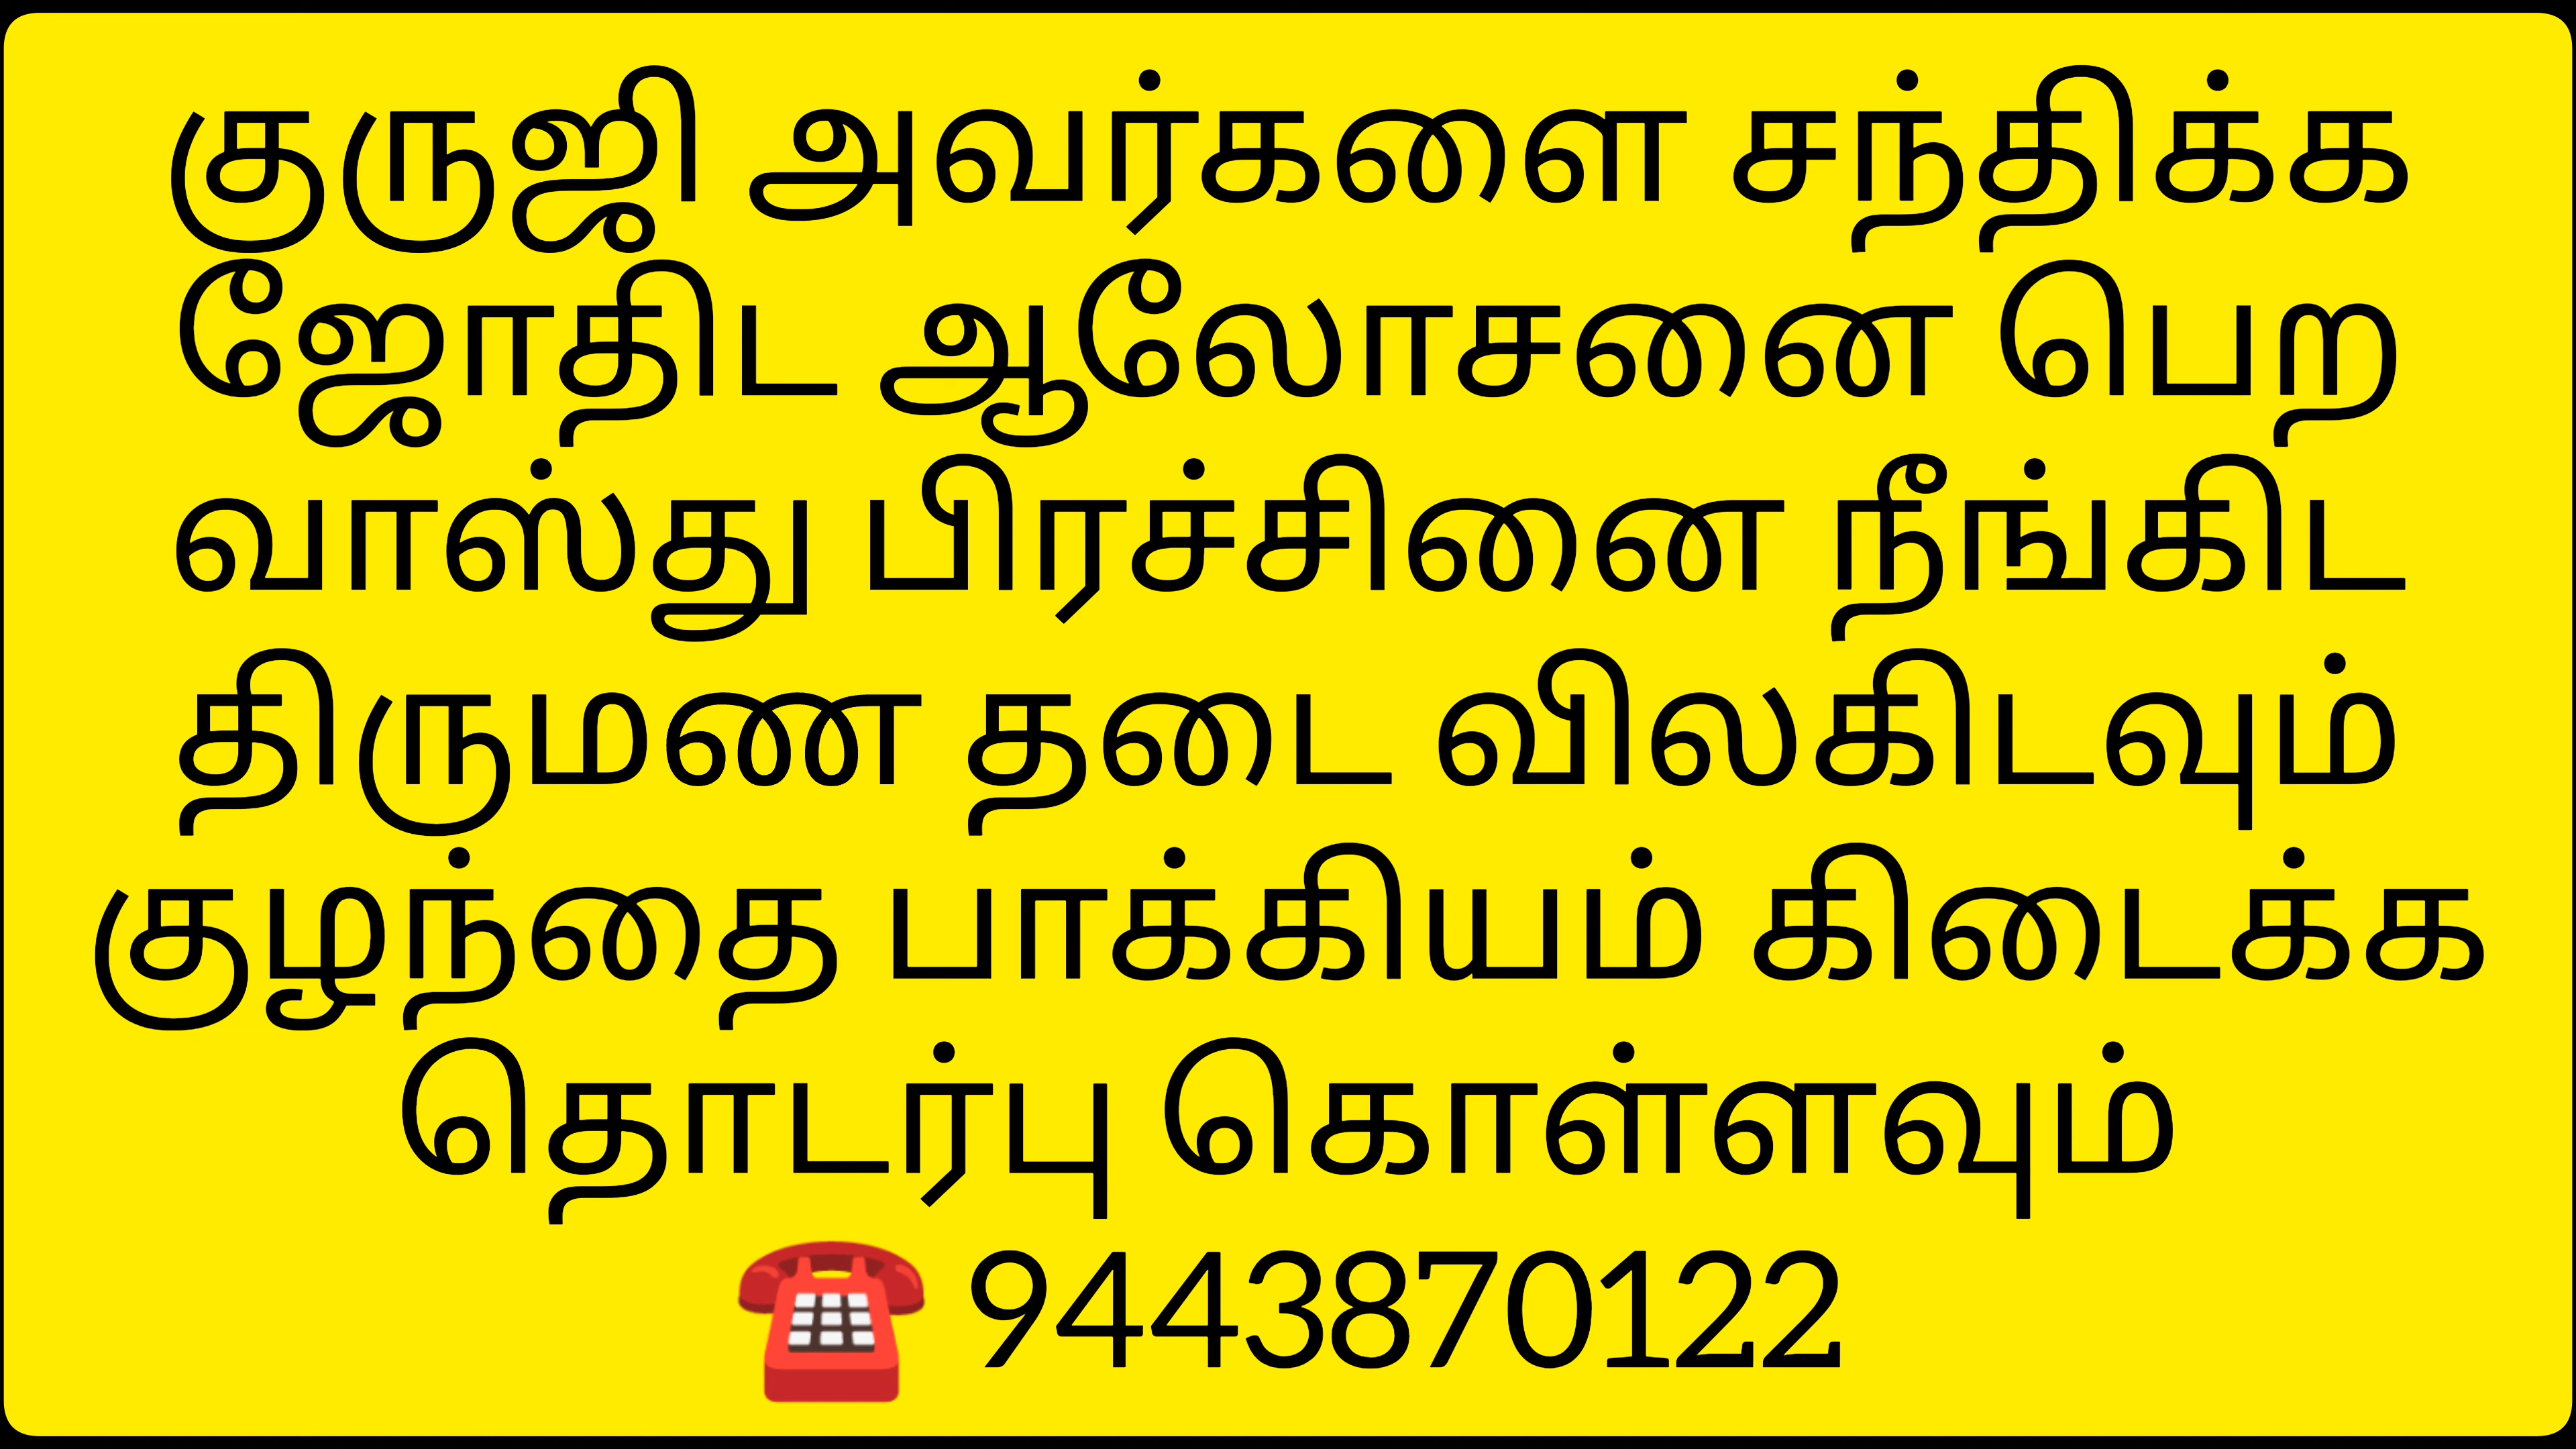 குருஜி அவர்களை சந்திக்க
ஜோதிட ஆலோசனை பெற
வாஸ்து பிரச்சினை நீங்கிட
திருமண தடை விலகிடவும்
குழந்தை பாக்கியம் கிடைக்க
தொடர்பு கொள்ளவும்
☎️ 9443870122